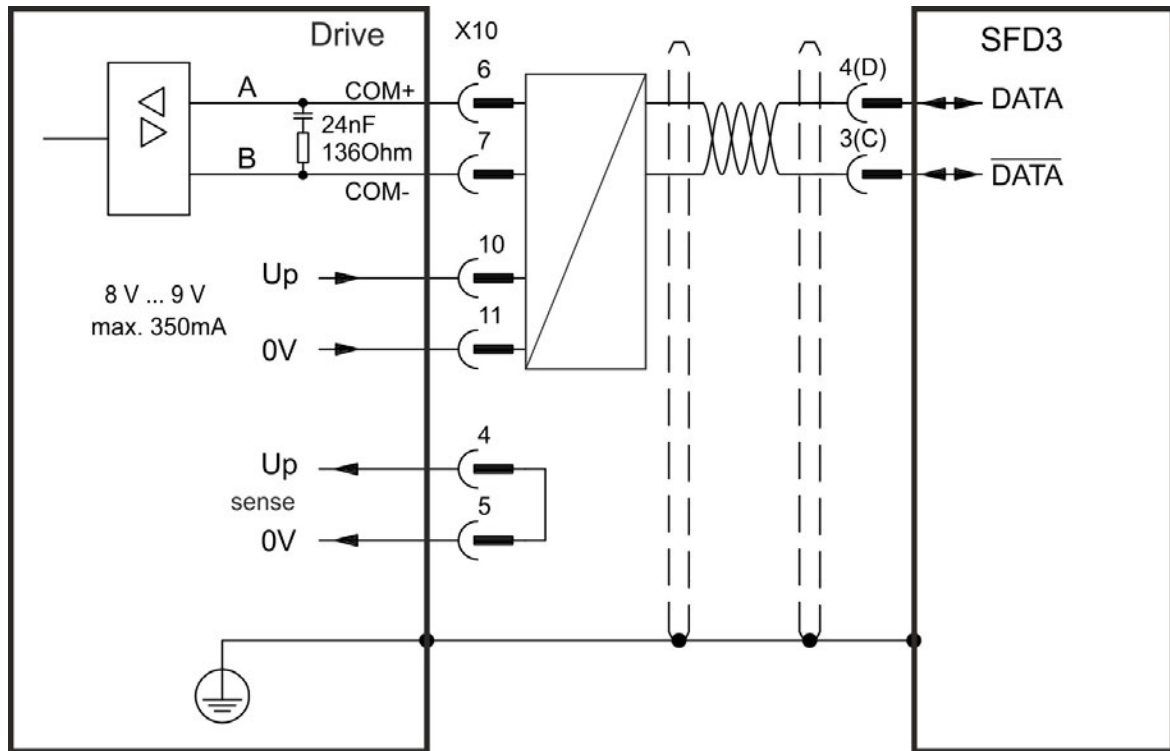 Drive
X10
SFD3
A
COM+
6
4(D)
DATA
24nF
136Ohm
7
3(C)
B
COM-
DATA
10
Up
8 V ... 9 V
max. 350mA
11
0V
4
Up
sense
5
0V